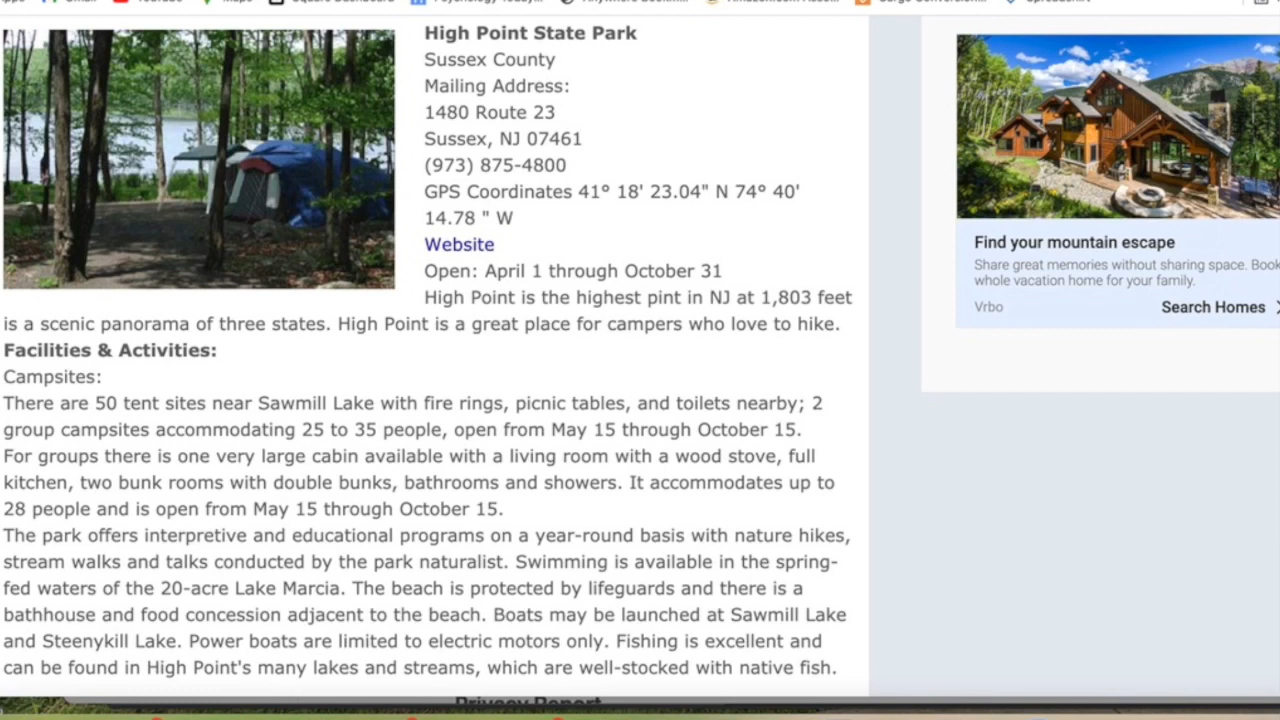 Gmail
YouTube
Maps
Square Dashboard
Psychology Today...
Amazon.com Asso...
Cargo Conversion...
Spreadshirt
High Point State Park
Sussex County
Mailing Address:
1480 Route 23
Sussex, NJ 07461
(973) 875-4800
GPS Coordinates 41° 18' 23.04" N 74° 40'
14.78 " W
Website
Open: April 1 through October 31
High Point is the highest pint in NJ at 1,803 feet
is a scenic panorama of three states. High Point is a great place for campers who love to hike.
Facilities & Activities:
Campsites:
There are 50 tent sites near Sawmill Lake with fire rings, picnic tables, and toilets nearby; 2
group campsites accommodating 25 to 35 people, open from May 15 through October 15.
For groups there is one very large cabin available with a living room with a wood stove, full
kitchen, two bunk rooms with double bunks, bathrooms and showers. It accommodates up to
28 people and is open from May 15 through October 15.
The park offers interpretive and educational programs on a year-round basis with nature hikes,
stream walks and talks conducted by the park naturalist. Swimming is available in the spring-
fed waters of the 20-acre Lake Marcia. The beach is protected by lifeguards and there is a
bathhouse and food concession adjacent to the beach. Boats may be launched at Sawmill Lake
and Steenykill Lake. Power boats are limited to electric motors only. Fishing is excellent and
can be found in High Point's many lakes and streams, which are well-stocked with native fish.
Find your mountain escape
Share great memories without sharing space. Book
whole vacation home for your family.
Vrbo
Search Homes
Privacy Report